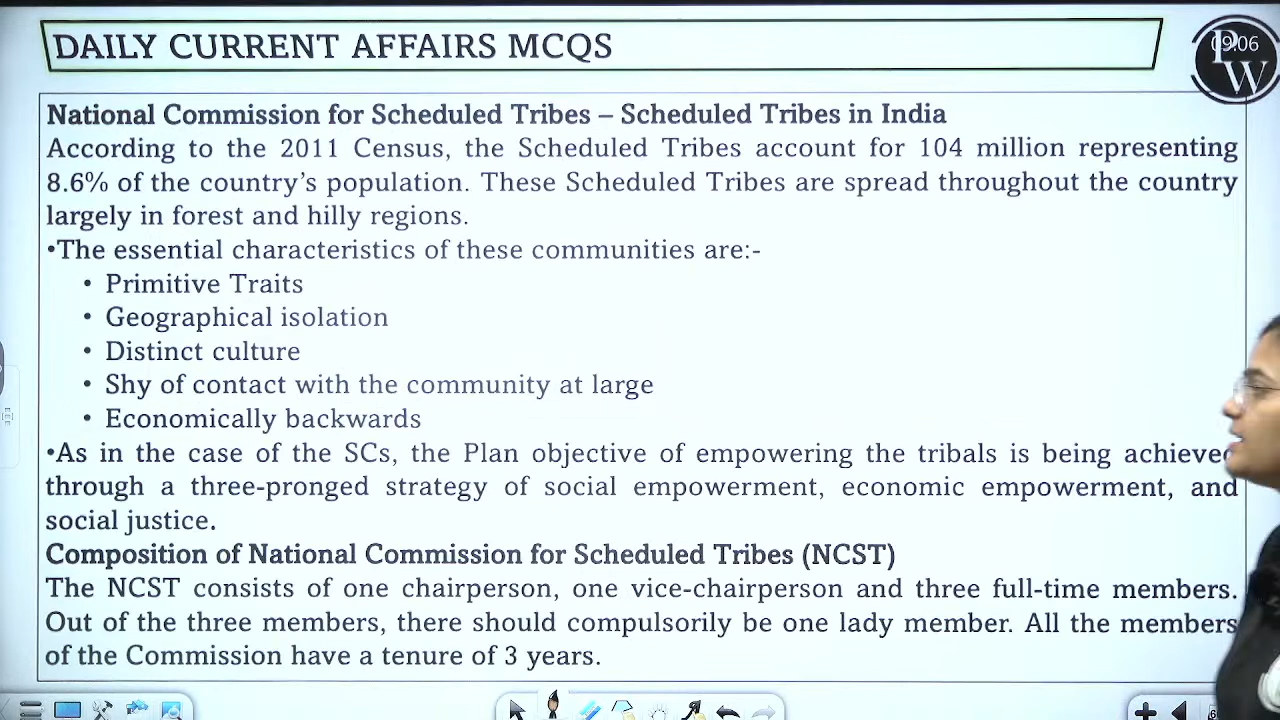 DAILY CURRENT AFFAIRS MCQS
09:06
PW
National Commission for Scheduled Tribes – Scheduled Tribes in India
According to the 2011 Census, the Scheduled Tribes account for 104 million representing
8.6% of the country's population. These Scheduled Tribes are spread throughout the country
largely in forest and hilly regions.
•The essential characteristics of these communities are:-
• Primitive Traits
• Geographical isolation
• Distinct culture
• Shy of contact with the community at large
• Economically backwards
•As in the case of the SCs, the Plan objective of empowering the tribals is being achieved
through a three-pronged strategy of social empowerment, economic empowerment, and
social justice.
Composition of National Commission for Scheduled Tribes (NCST)
The NCST consists of one chairperson, one vice-chairperson and three full-time members.
Out of the three members, there should compulsorily be one lady member. All the members
of the Commission have a tenure of 3 years.